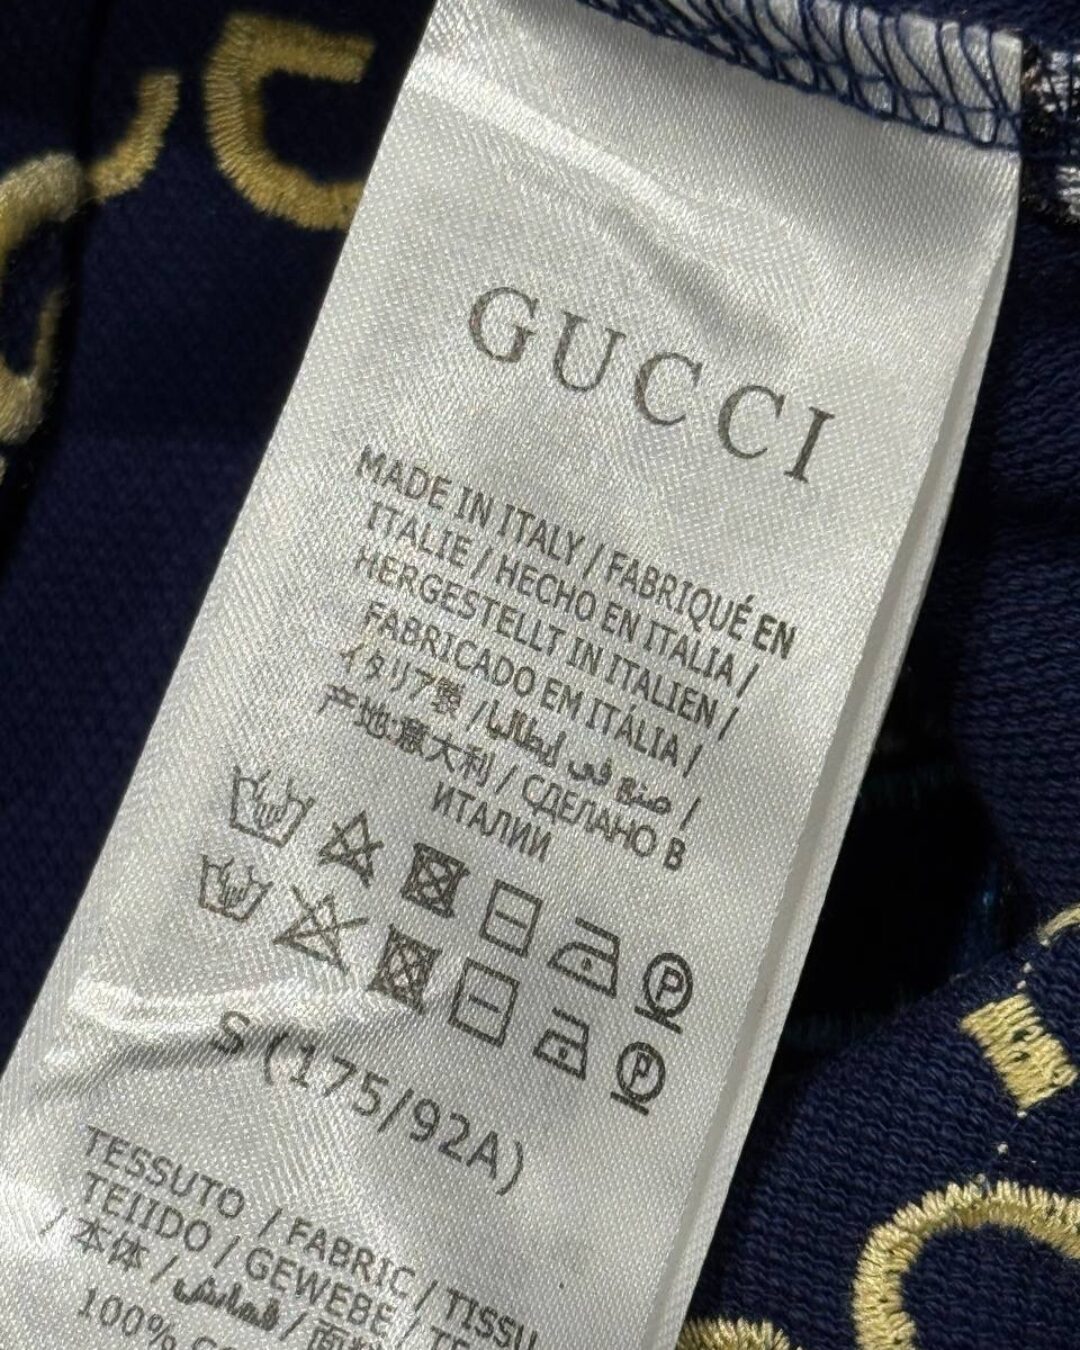 GUCCI
MADE IN ITALY / FABRIQUÉ EN
ITALIE / HECHO EN ITALIA /
HERGESTELLT IN ITALIEN /
FABRICADO EM ITÁLIA /
イタリア製 / صنع في إيطاليا /
产地:意大利 / СДЕЛАНО В
ИТАЛИИ
P
P
S (175/92A)
TESSUTO / FABRIC / TISSU
TEJIDO / GEWEBE / TE
/ 本体 / قماش / 面料
100%